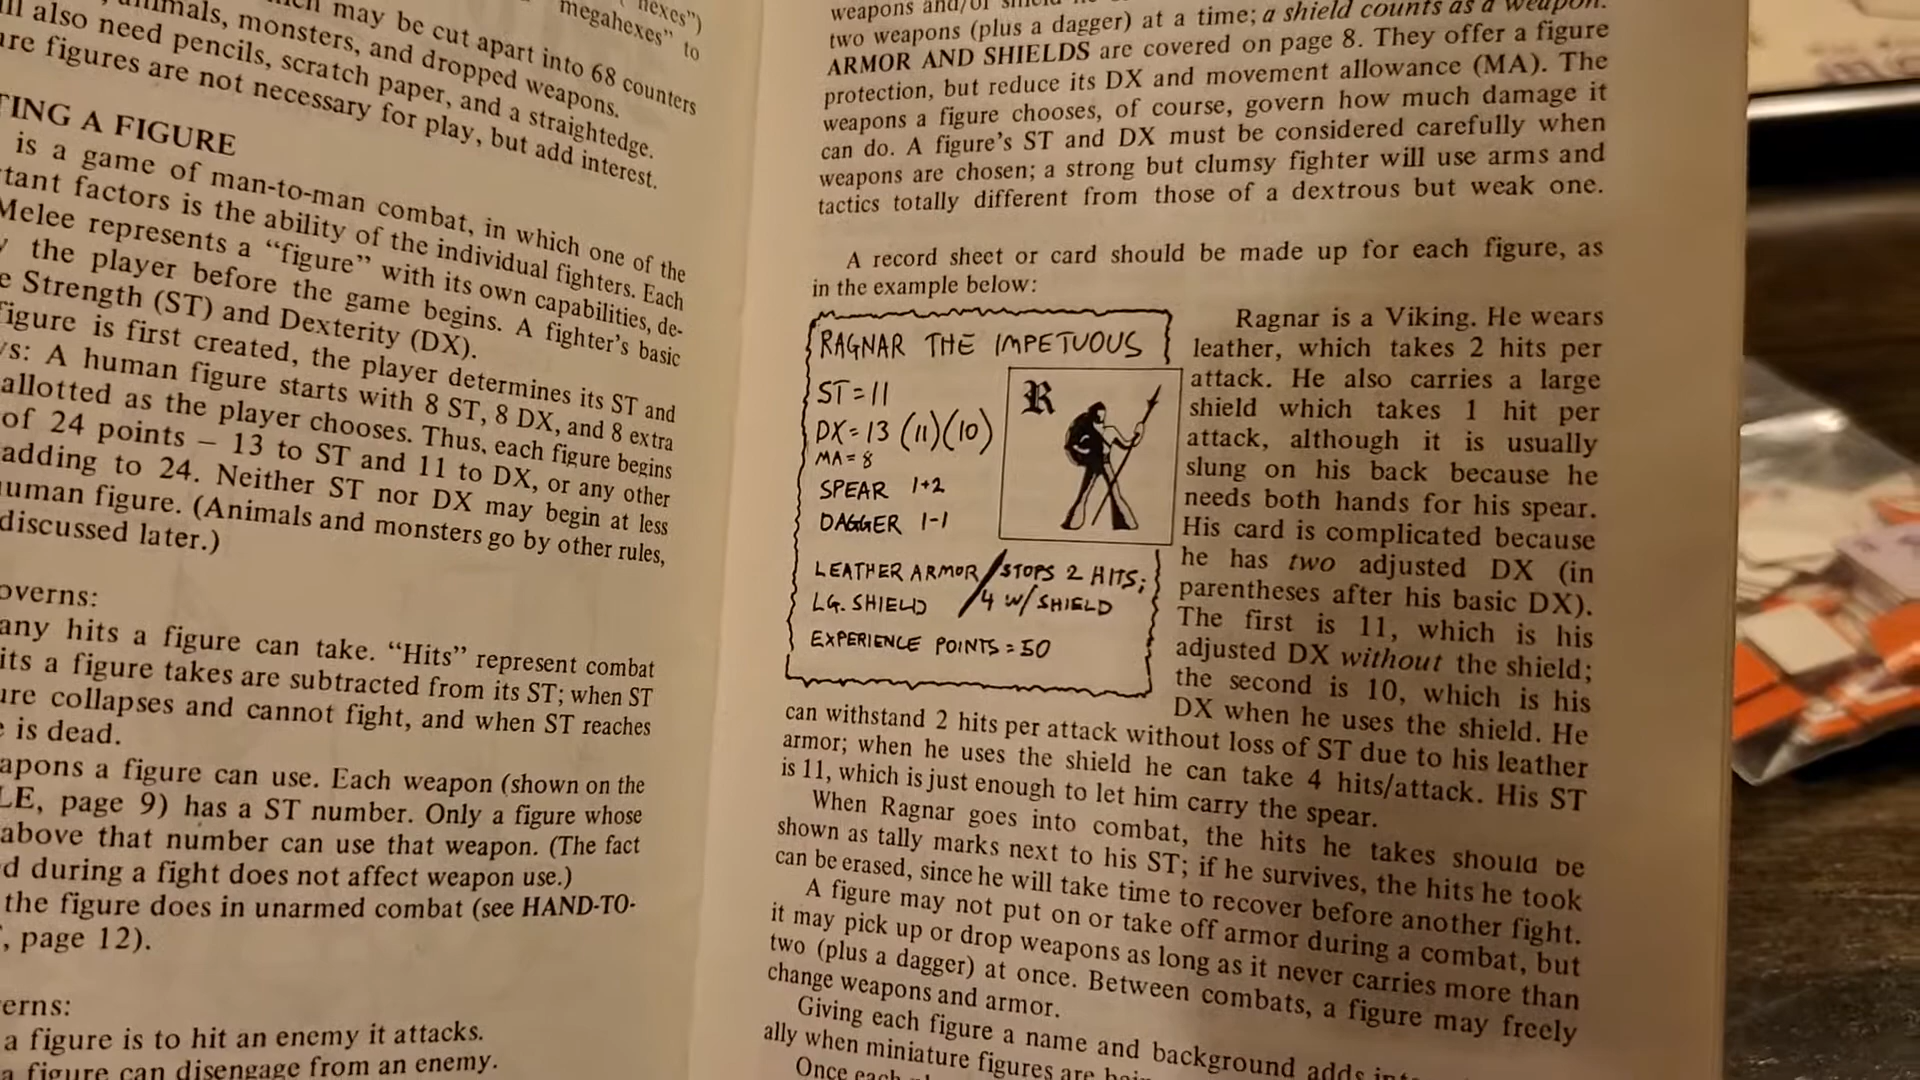 may be cut apart into 68 counters
megahexes" to
animals, monsters, and dropped weapons.
also need pencils, scratch paper, and a straightedge.
figures are not necessary for play, but add interest.
TING A FIGURE
is a game of man-to-man combat, in which one of the
tant factors is the ability of the individual fighters. Each
Melee represents a "figure" with its own capabilities, de-
the player before the game begins. A fighter's basic
Strength (ST) and Dexterity (DX).
figure is first created, the player determines its ST and
s: A human figure starts with 8 ST, 8 DX, and 8 extra
allotted as the player chooses. Thus, each figure begins
of 24 points – 13 to ST and 11 to DX, or any other
adding to 24. Neither ST nor DX may begin at less
uman figure. (Animals and monsters go by other rules,
discussed later.)
overns:
any hits a figure can take. "Hits" represent combat
its a figure takes are subtracted from its ST; when ST
ure collapses and cannot fight, and when ST reaches
is dead.
apons a figure can use. Each weapon (shown on the
LE, page 9) has a ST number. Only a figure whose
above that number can use that weapon. (The fact
d during a fight does not affect weapon use.)
the figure does in unarmed combat (see HAND-TO-
, page 12).
erns:
a figure is to hit an enemy it attacks.
a figure can disengage from an enemy.
weapons and/or
two weapons (plus a dagger) at a time; a shield counts as a weapon.
ARMOR AND SHIELDS are covered on page 8. They offer a figure
protection, but reduce its DX and movement allowance (MA). The
weapons a figure chooses, of course, govern how much damage it
can do. A figure's ST and DX must be considered carefully when
weapons are chosen; a strong but clumsy fighter will use arms and
tactics totally different from those of a dextrous but weak one.
A record sheet or card should be made up for each figure, as
in the example below:
RAGNAR THE IMPETUOUS
ST = 11
R
DX = 13 (11)(10)
MA = 8
SPEAR 1+2
DAGGER 1-1
LEATHER ARMOR / STOPS 2 HITS;
LG. SHIELD / 4 W/ SHIELD
EXPERIENCE POINTS = 50
Ragnar is a Viking. He wears
leather, which takes 2 hits per
attack. He also carries a large
shield which takes 1 hit per
attack, although it is usually
slung on his back because he
needs both hands for his spear.
His card is complicated because
he has two adjusted DX (in
parentheses after his basic DX).
The first is 11, which is his
adjusted DX without the shield;
the second is 10, which is his
DX when he uses the shield. He
can withstand 2 hits per attack without loss of ST due to his leather
armor; when he uses the shield he can take 4 hits/attack. His ST
is 11, which is just enough to let him carry the spear.
When Ragnar goes into combat, the hits he takes should be
shown as tally marks next to his ST; if he survives, the hits he took
can be erased, since he will take time to recover before another fight.
A figure may not put on or take off armor during a combat, but
it may pick up or drop weapons as long as it never carries more than
two (plus a dagger) at once. Between combats, a figure may freely
change weapons and armor.
Giving each figure a name and background adds
ally when miniature figures are
Once